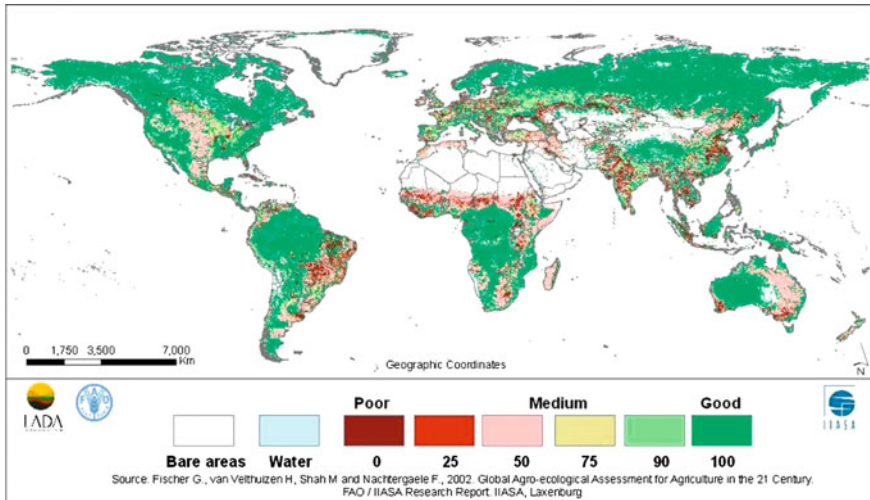 0 1,750 3,500 7,000
Km
Geographic Coordinates
N
LADA
FAO
IIASA
Poor Medium Good
Bare areas Water 0 25 50 75 90 100
Source. Fischer G., van Velthuizen H, Shah M and Nachtergaele F., 2002. Global Agro-ecological Assessment for Agriculture in the 21 Century.
FAO / IIASA Research Report. IIASA, Laxenburg